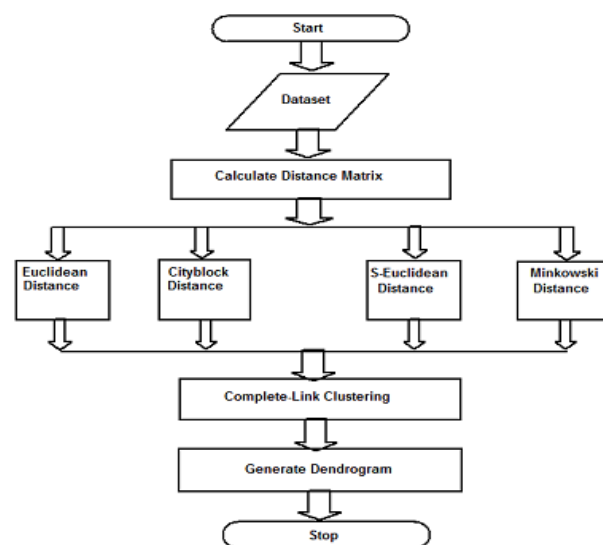 Start
Dataset
Calculate Distance Matrix
Euclidean
Distance
Cityblock
Distance
S-Euclidean
Distance
Minkowski
Distance
Complete-Link Clustering
Generate Dendrogram
Stop